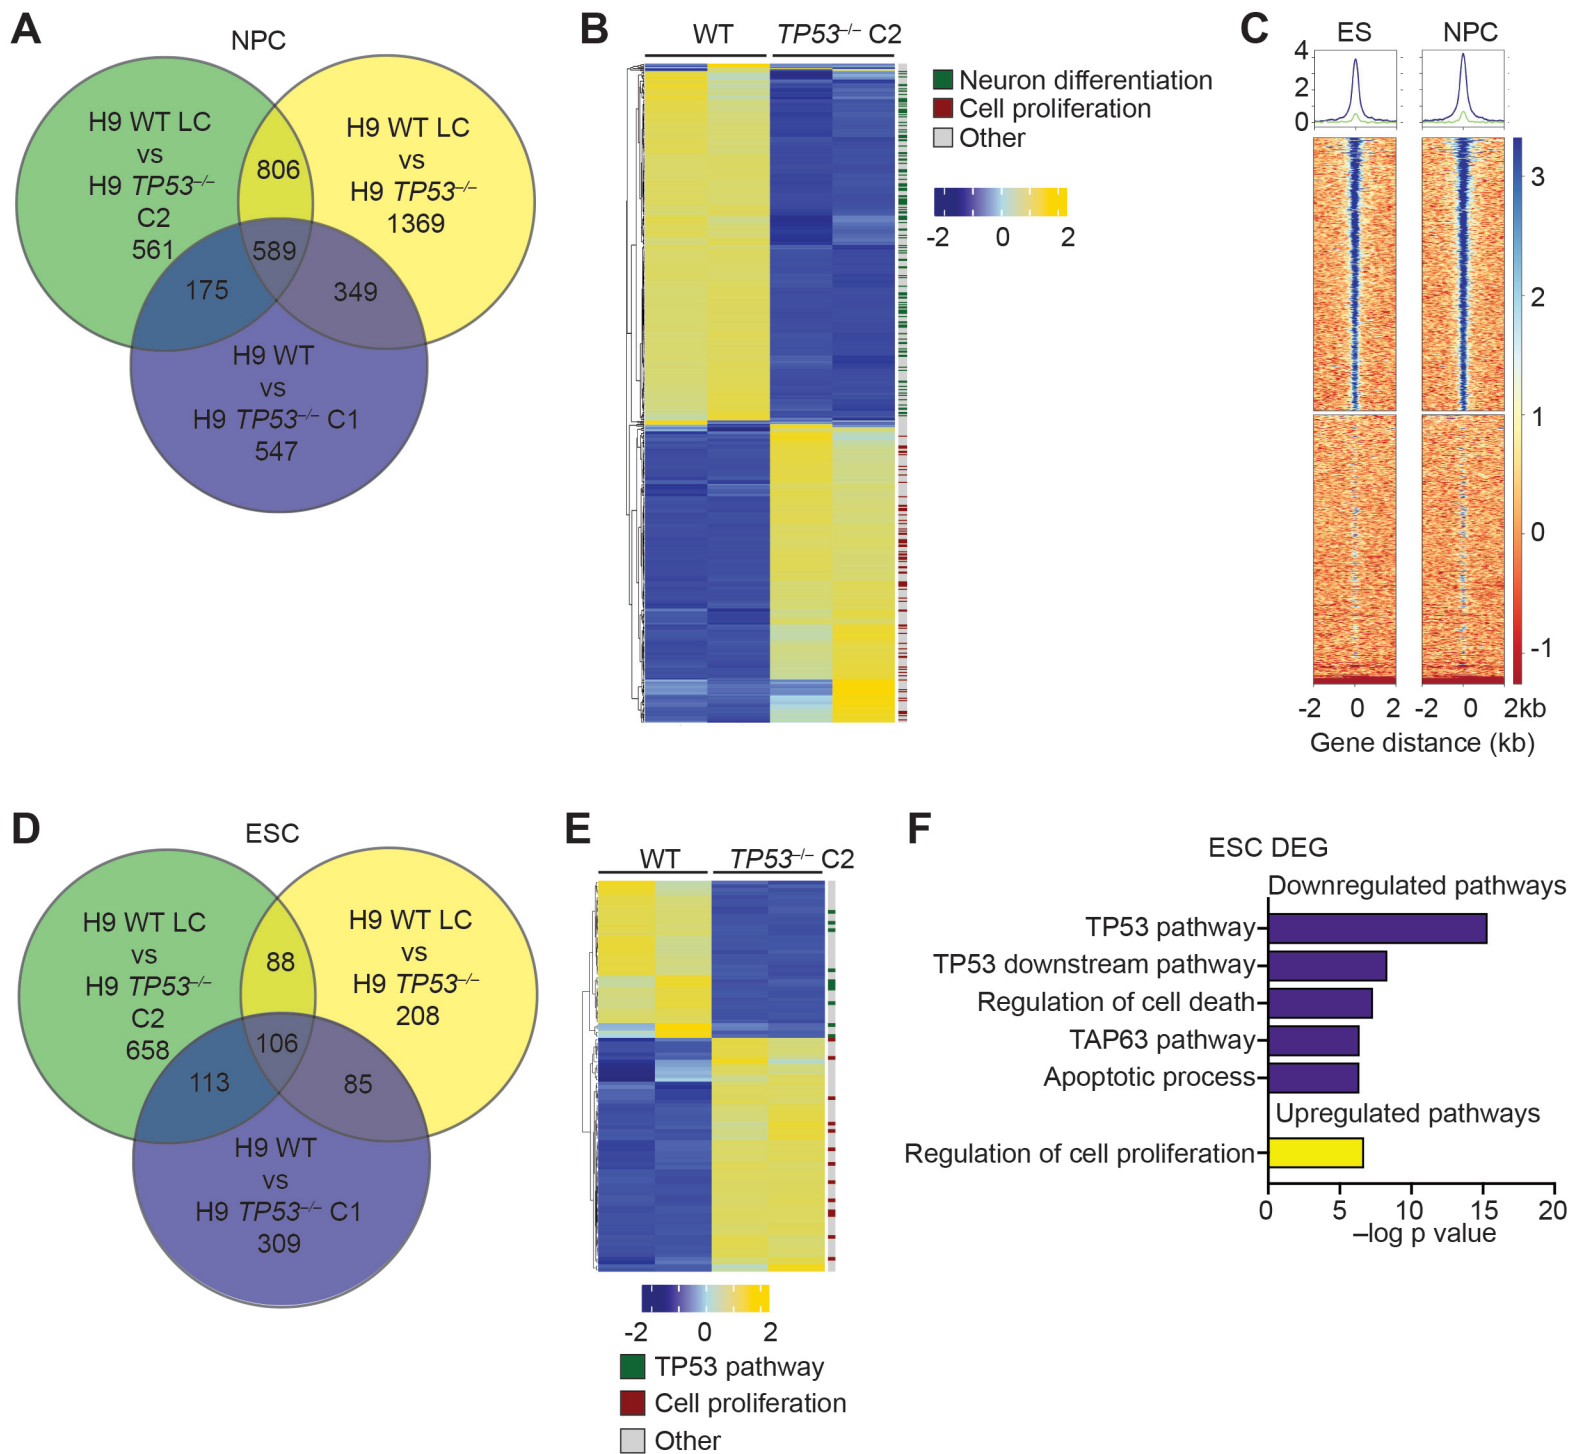 A
NPC
H9 WT LC
vs
H9 TP53–/–
C2
561
806
H9 WT LC
vs
H9 TP53–/–
1369
589
175
349
H9 WT
vs
H9 TP53–/– C1
547
B
WT
TP53–/– C2
Neuron differentiation
Cell proliferation
Other
-2
0
2
C
ES
NPC
4
2
0
3
2
1
0
-1
-2
0
2
-2
0
2kb
Gene distance (kb)
D
ESC
H9 WT LC
vs
H9 TP53–/–
C2
658
88
H9 WT LC
vs
H9 TP53–/–
208
106
113
85
H9 WT
vs
H9 TP53–/– C1
309
E
WT
TP53–/– C2
-2
0
2
TP53 pathway
Cell proliferation
Other
F
ESC DEG
Downregulated pathways
TP53 pathway
TP53 downstream pathway
Regulation of cell death
TAP63 pathway
Apoptotic process
Upregulated pathways
Regulation of cell proliferation
0
5
10
15
20
–log p value